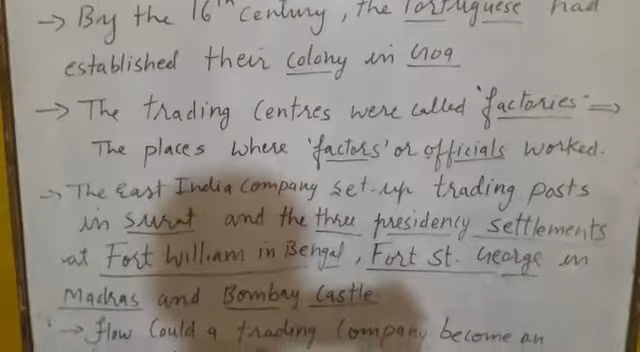 → By the 16th Century, the Portuguese had
established their colony in Goa
→ The trading Centres were called 'factories' ⇒
The places where 'factors' or officials worked.
→ The East India Company set-up trading posts
in Surat and the three presidency settlements
at Fort William in Bengal, Fort St. George in
Madras and Bombay Castle
→ How Could a trading Company become an